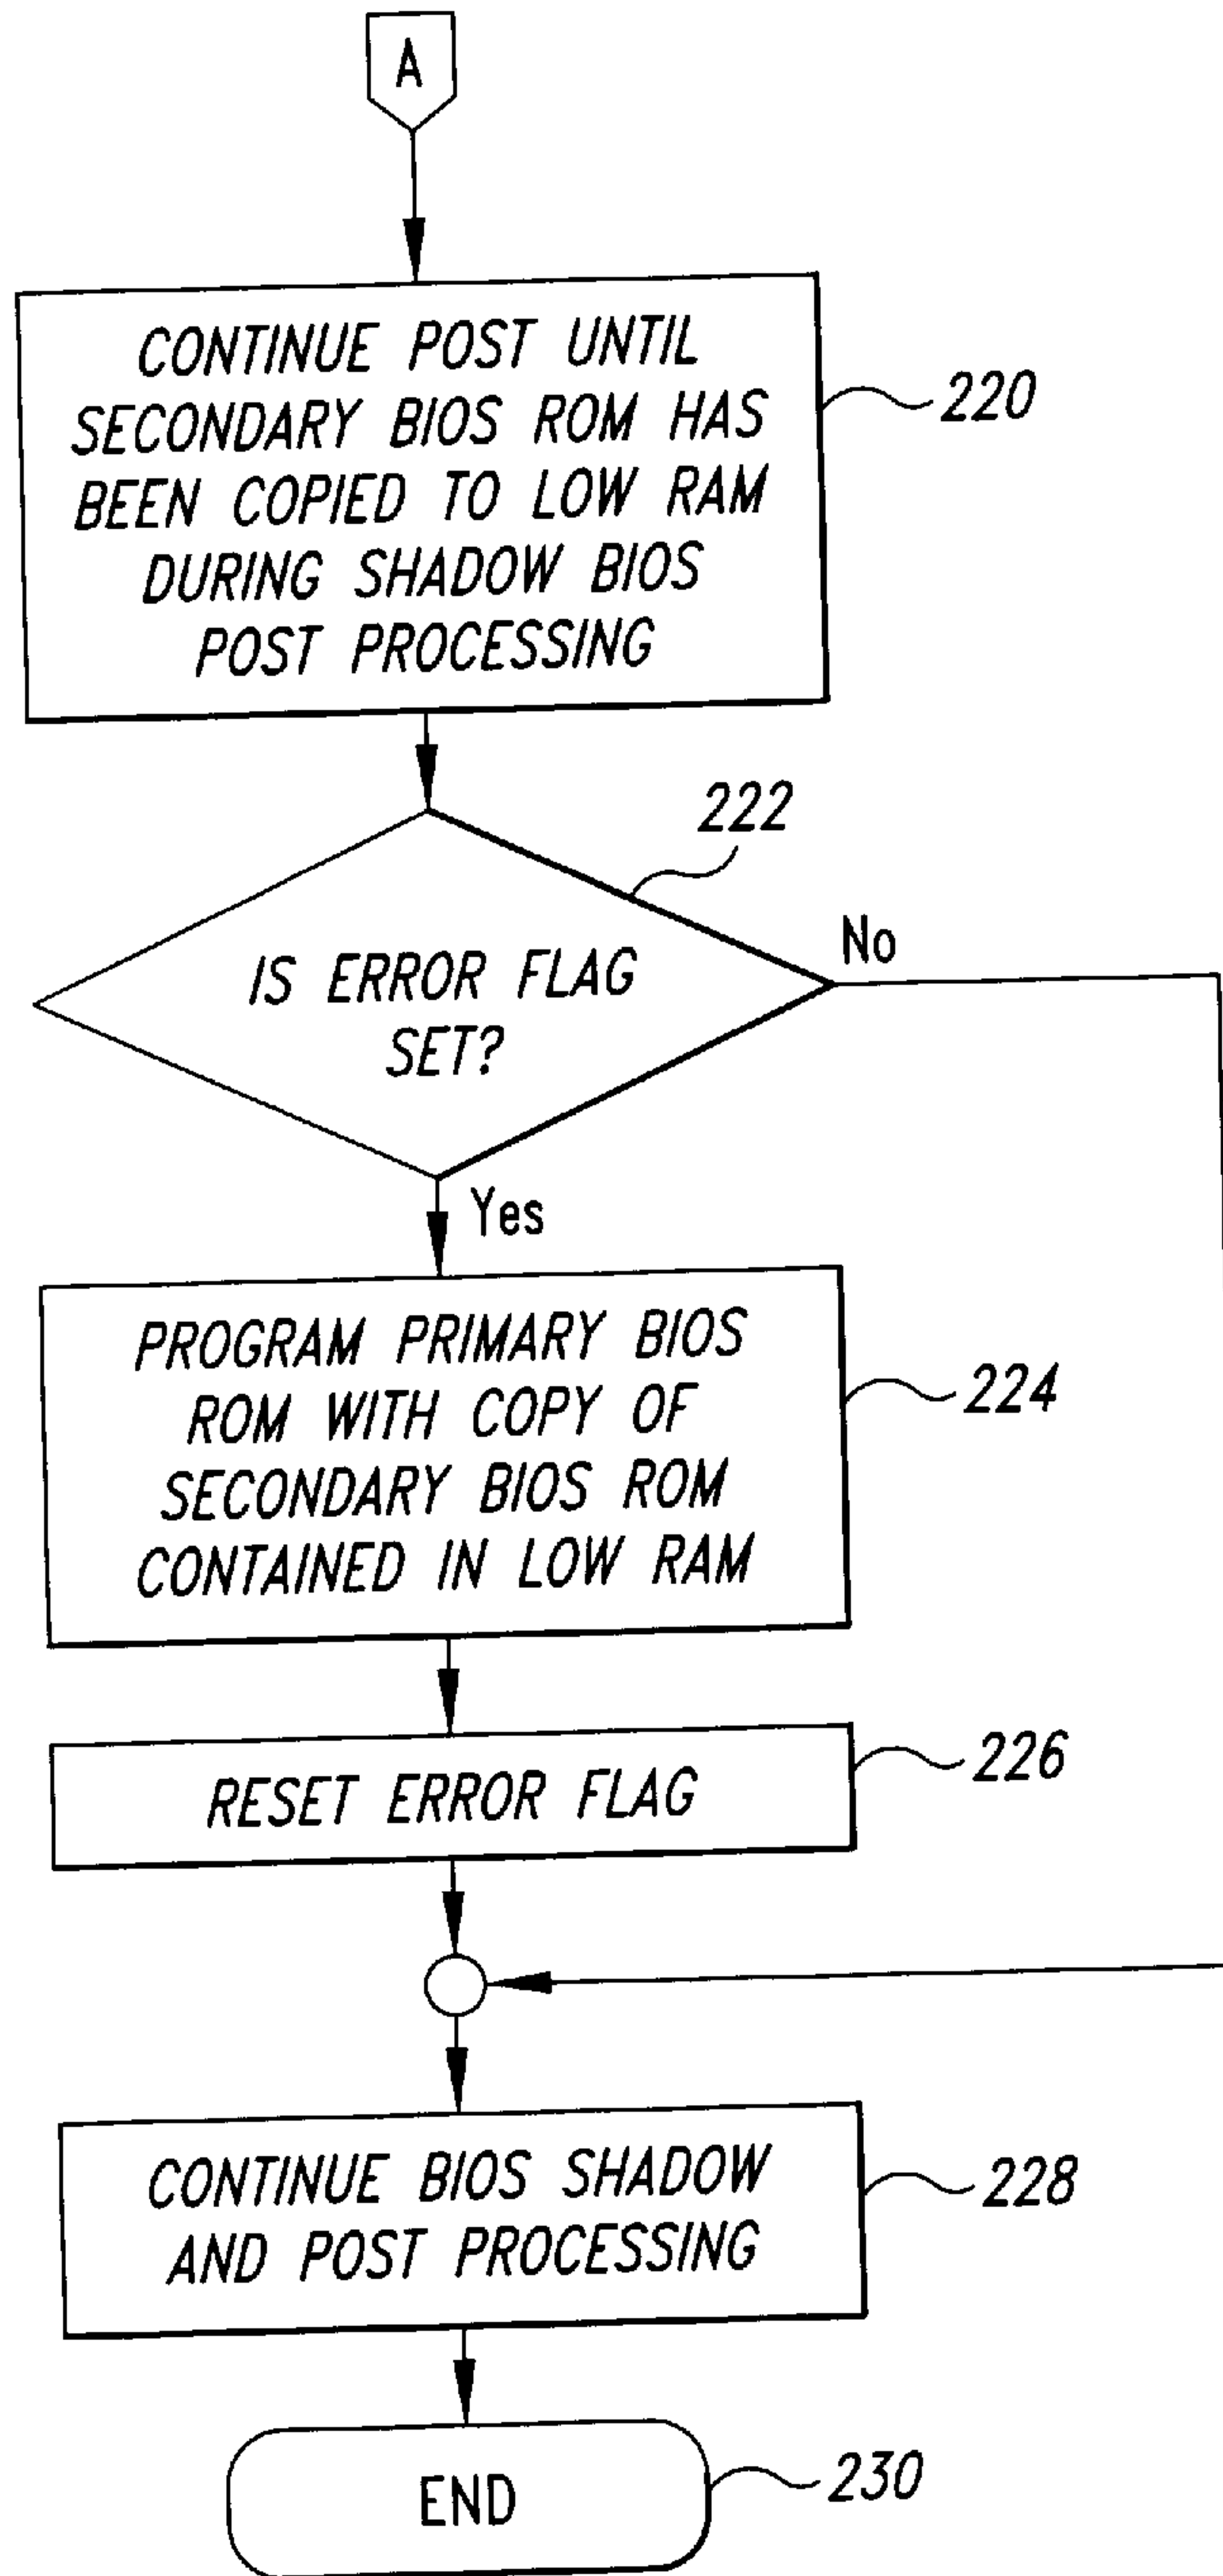 A
CONTINUE POST UNTIL
SECONDARY BIOS ROM HAS
BEEN COPIED TO LOW RAM
DURING SHADOW BIOS
POST PROCESSING
220
222
No
IS ERROR FLAG
SET?
Yes
PROGRAM PRIMARY BIOS
ROM WITH COPY OF
SECONDARY BIOS ROM
CONTAINED IN LOW RAM
224
RESET ERROR FLAG
226
CONTINUE BIOS SHADOW
AND POST PROCESSING
228
END
230